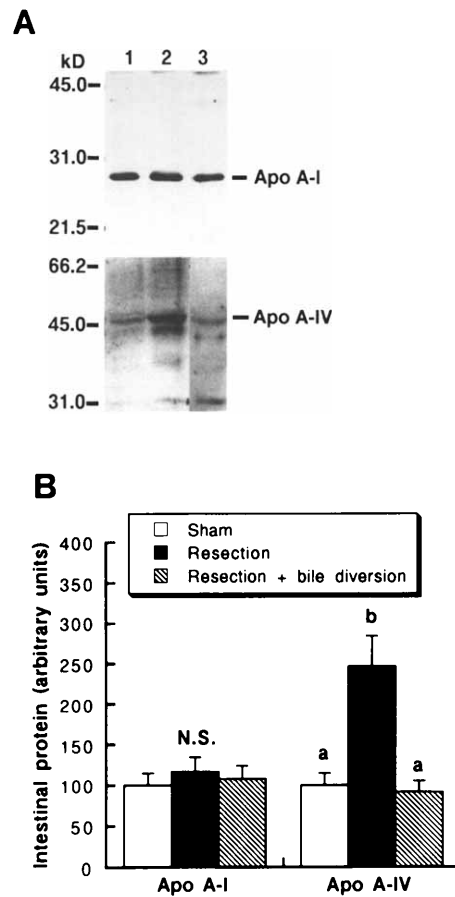 A
kD 1 2 3
45.0
31.0
Apo A-I
21.5
66.2
Apo A-IV
45.0
31.0
B
Sham
Resection
Resection + bile diversion
Intestinal protein (arbitrary units)
400
350
300
250
200
150
100
50
0
N.S.
a
b
a
Apo A-I Apo A-IV